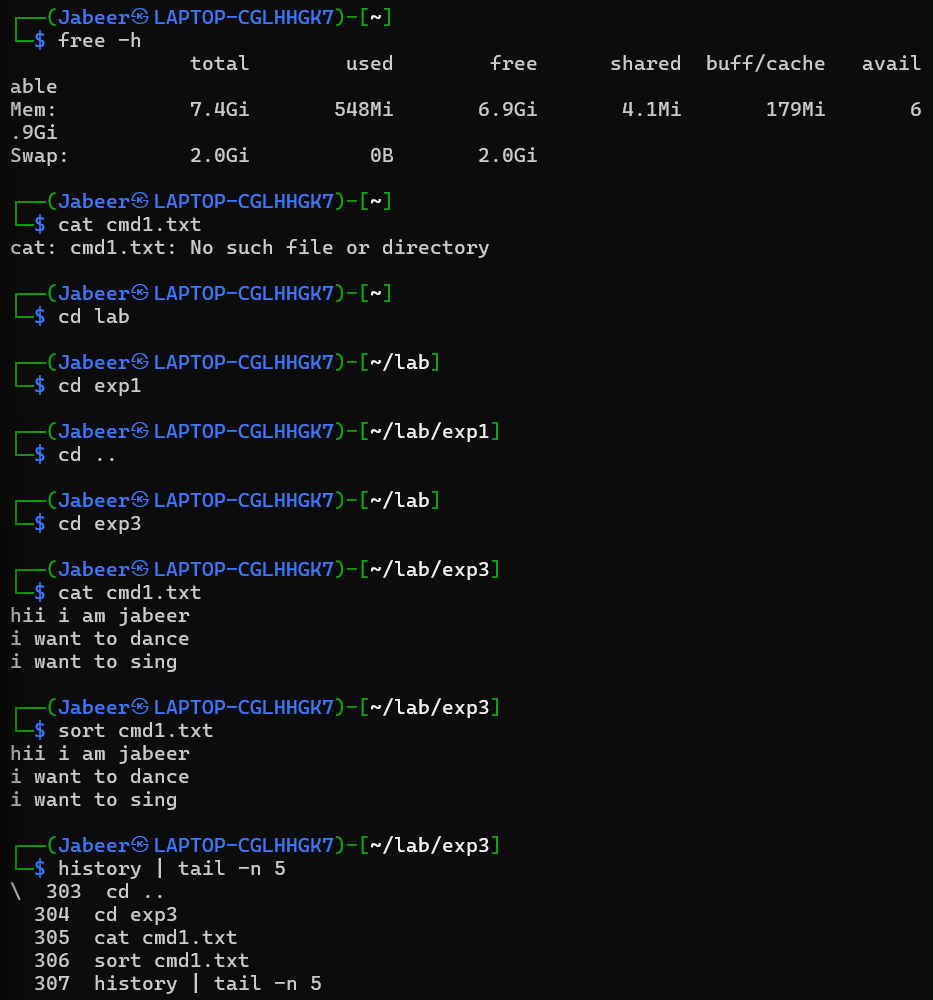 ┌──(Jabeer㉿LAPTOP-CGLHHGK7)-[~]
└─$ free -h
               total        used        free      shared  buff/cache   avail
able
Mem:           7.4Gi       548Mi       6.9Gi       4.1Mi       179Mi       6
.9Gi
Swap:          2.0Gi          0B       2.0Gi
┌──(Jabeer㉿LAPTOP-CGLHHGK7)-[~]
└─$ cat cmd1.txt
cat: cmd1.txt: No such file or directory
┌──(Jabeer㉿LAPTOP-CGLHHGK7)-[~]
└─$ cd lab
┌──(Jabeer㉿LAPTOP-CGLHHGK7)-[~/lab]
└─$ cd exp1
┌──(Jabeer㉿LAPTOP-CGLHHGK7)-[~/lab/exp1]
└─$ cd ..
┌──(Jabeer㉿LAPTOP-CGLHHGK7)-[~/lab]
└─$ cd exp3
┌──(Jabeer㉿LAPTOP-CGLHHGK7)-[~/lab/exp3]
└─$ cat cmd1.txt
hii i am jabeer
i want to dance
i want to sing
┌──(Jabeer㉿LAPTOP-CGLHHGK7)-[~/lab/exp3]
└─$ sort cmd1.txt
hii i am jabeer
i want to dance
i want to sing
┌──(Jabeer㉿LAPTOP-CGLHHGK7)-[~/lab/exp3]
└─$ history | tail -n 5
\  303  cd ..
  304  cd exp3
  305  cat cmd1.txt
  306  sort cmd1.txt
  307  history | tail -n 5